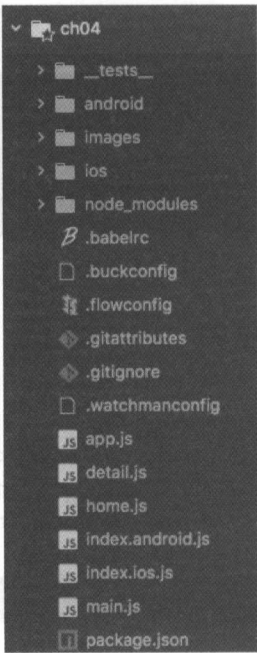 ch04
__tests__
android
images
ios
node_modules
.babelrc
.buckconfig
.flowconfig
.gitattributes
.gitignore
.watchmanconfig
app.js
detail.js
home.js
index.android.js
index.ios.js
main.js
package.json